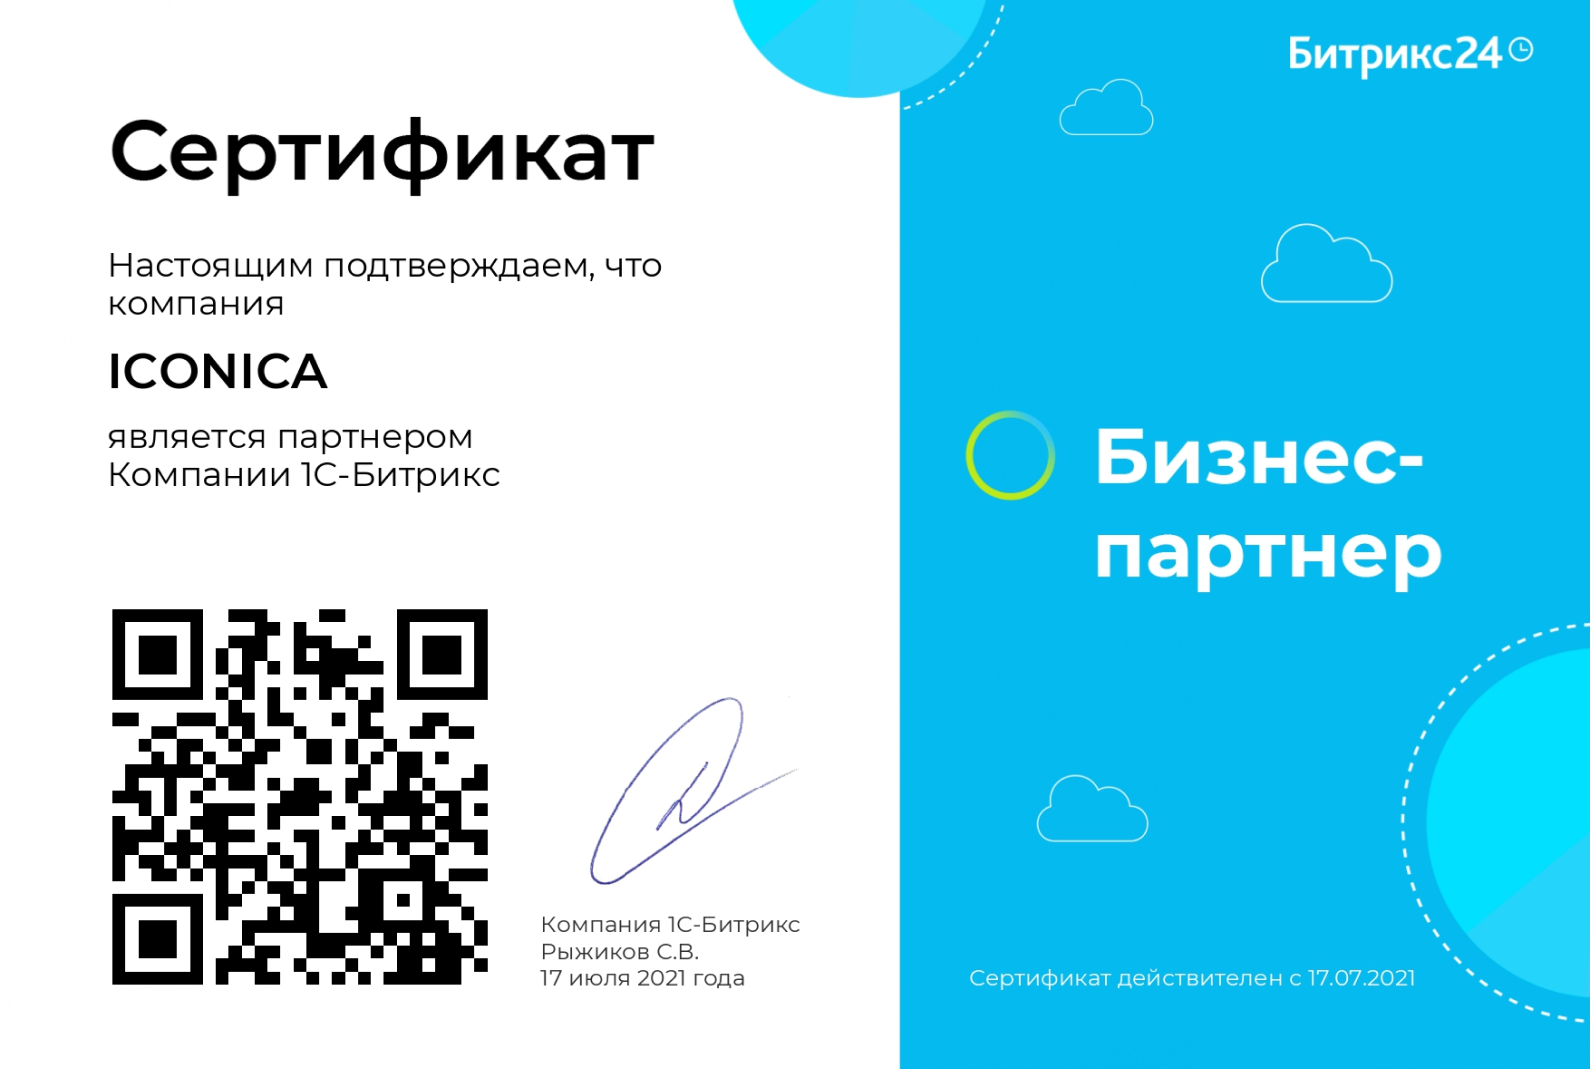 Битрикс24
Сертификат
Настоящим подтверждаем, что
компания
ICONICA
является партнером
Компании 1С-Битрикс
Бизнес-
партнер
Компания 1С-Битрикс
Рыжиков С.В.
17 июля 2021 года
Сертификат действителен с 17.07.2021